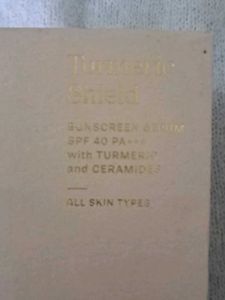 Turmeric
Shield
SUNSCREEN SERUM
SPF 40 PA+++
with TURMERIC
and CERAMIDES
ALL SKIN TYPES